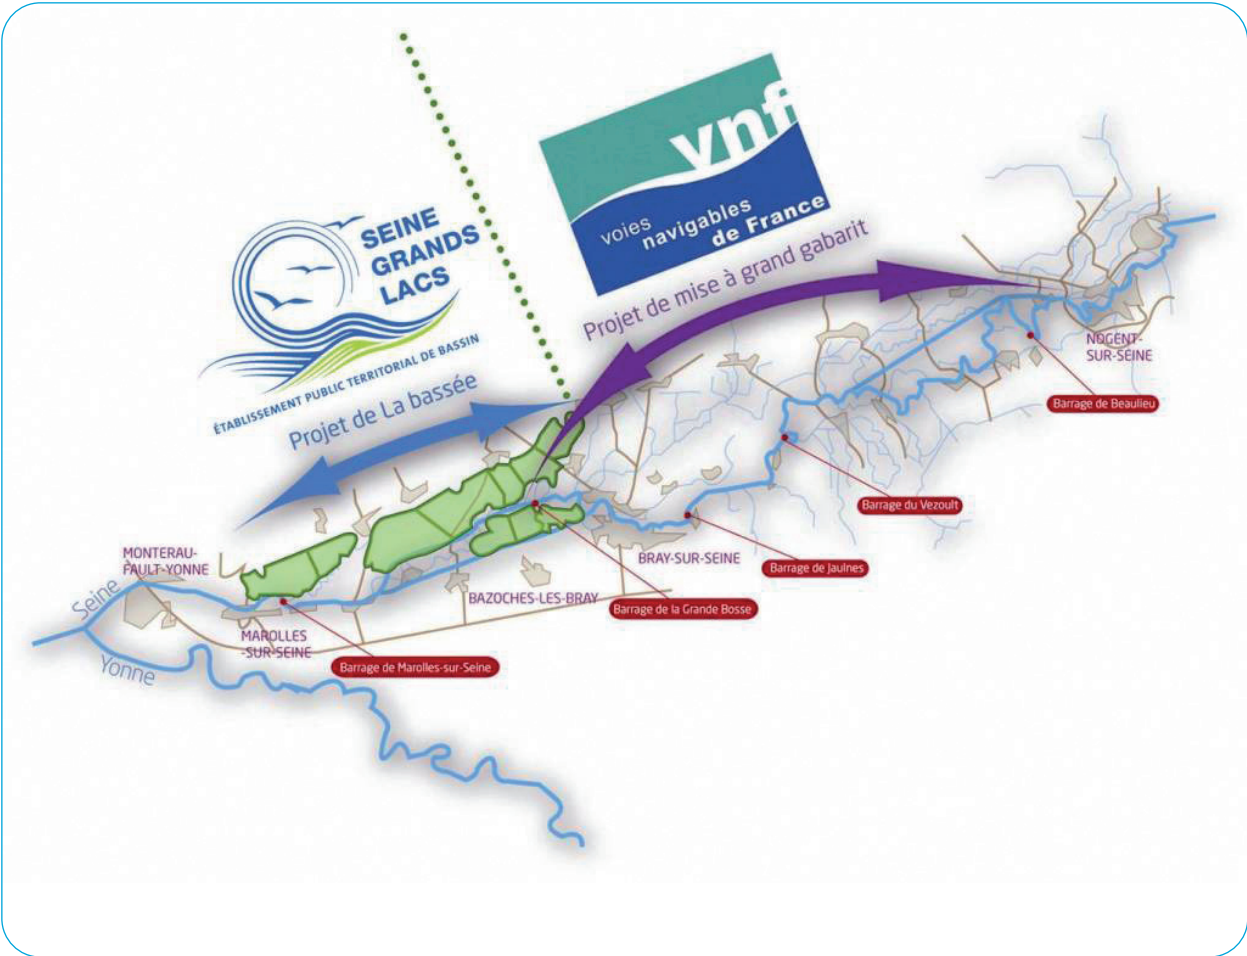 vnf
voies
navigables
de France
SEINE
GRANDS
LACS
ÉTABLISSEMENT PUBLIC TERRITORIAL DE BASSIN
Projet de mise à grand gabarit
Projet de La bassée
NOGENT-
SUR-SEINE
Barrage de Beaulieu
Barrage du Vezoult
BRAY-SUR-SEINE
Barrage de Jaulnes
MONTERAU-
FAULT-YONNE
Seine
BAZOCHES-LES-BRAY
Barrage de la Grande Bosse
MAROLLES
-SUR-SEINE
Barrage de Marolles-sur-Seine
Yonne